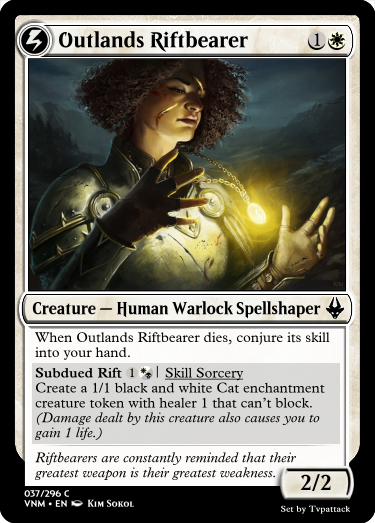 Outlands Riftbearer 1
Creature — Human Warlock Spellshaper
When Outlands Riftbearer dies, conjure its skill
into your hand.
Subdued Rift 1 | Skill Sorcery
Create a 1/1 black and white Cat enchantment
creature token with healer 1 that can't block.
(Damage dealt by this creature also causes you to
gain 1 life.)
Riftbearers are constantly reminded that their
greatest weapon is their greatest weakness.
2/2
037/296 C
VNM • EN Kim Sokol
Set by Tvpattack